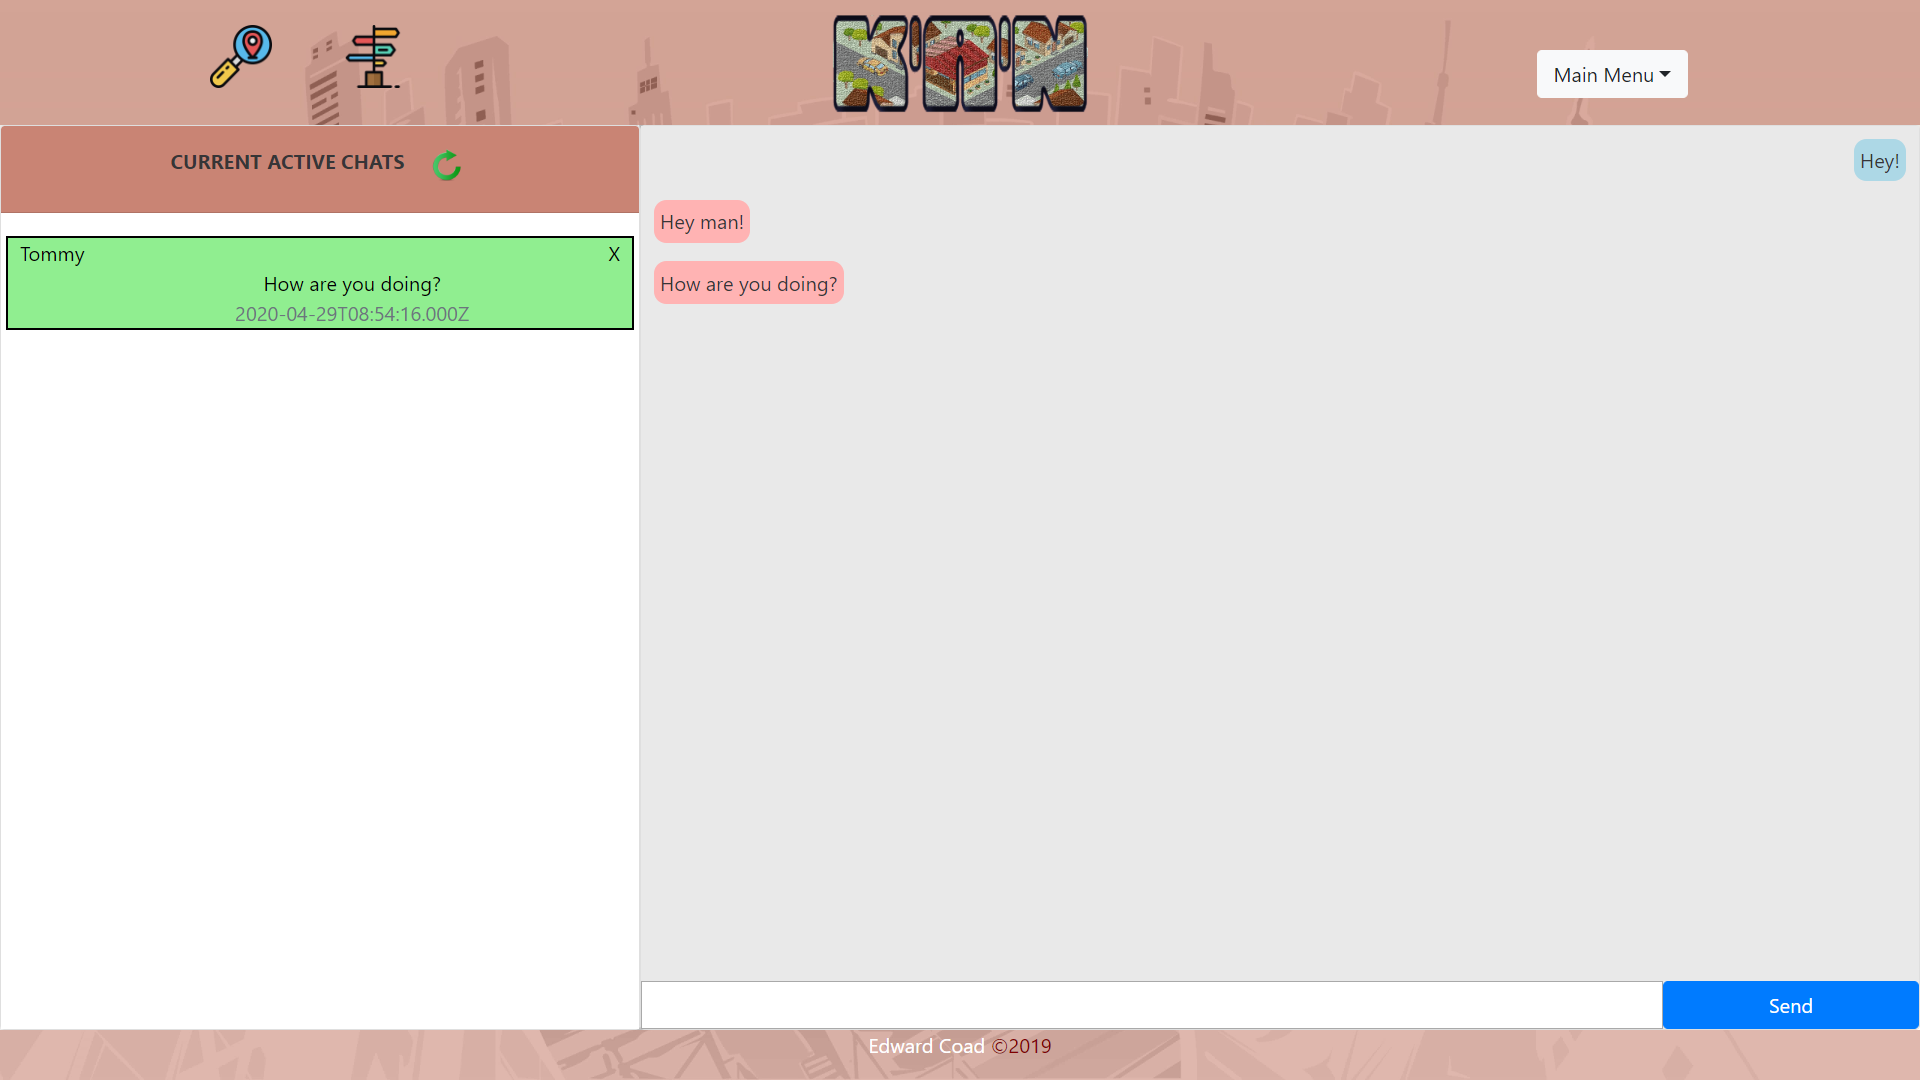 K'A'N
Main Menu
CURRENT ACTIVE CHATS
Tommy X
How are you doing?
2020-04-29T08:54:16.000Z
Hey!
Hey man!
How are you doing?
Send
Edward Coad ©2019